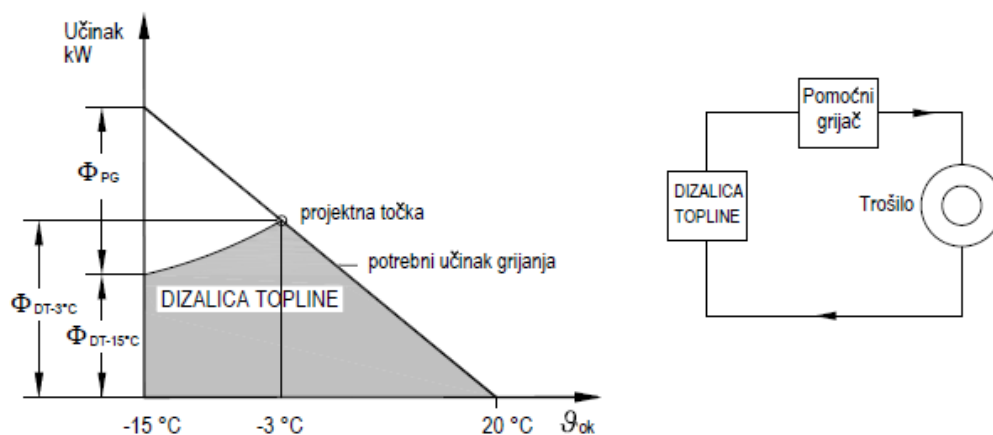 Učinak
kW
Φ_PG
projektna točka
potrebni učinak grijanja
DIZALICA TOPLINE
Φ_DT-3°C
Φ_DT-15°C
-15 °C
-3 °C
20 °C
ϑ_ok
Pomoćni
grijač
DIZALICA
TOPLINE
Trošilo